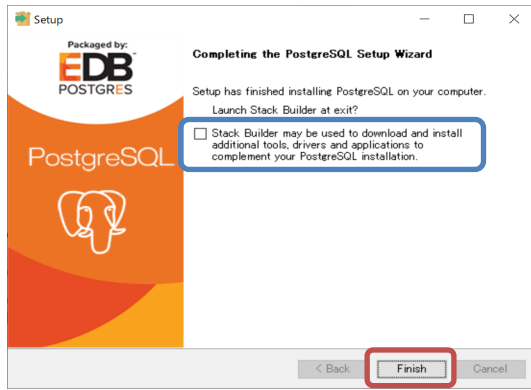 Setup
Packaged by:
EDB
POSTGRES
PostgreSQL
Completing the PostgreSQL Setup Wizard
Setup has finished installing PostgreSQL on your computer.
Launch Stack Builder at exit?
Stack Builder may be used to download and install
additional tools, drivers and applications to
complement your PostgreSQL installation.
< Back
Finish
Cancel